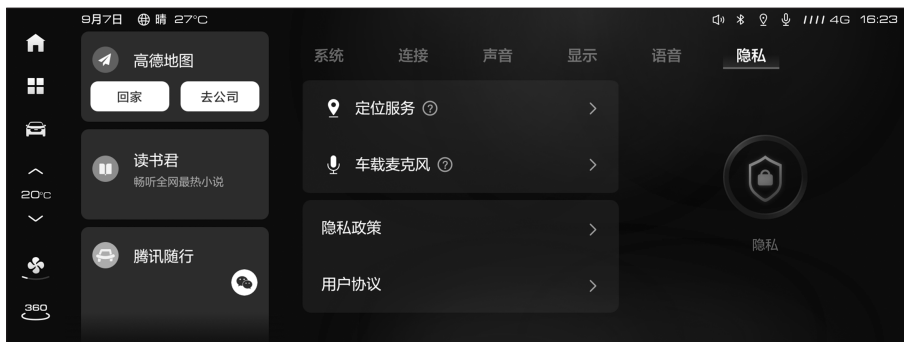 9月7日 晴 27°C
4G 16:23
高德地图
回家 去公司
读书君
畅听全网最热小说
腾讯随行
20°C
360
系统 连接 声音 显示 语音 隐私
定位服务 ?
车载麦克风 ?
隐私政策
用户协议
隐私